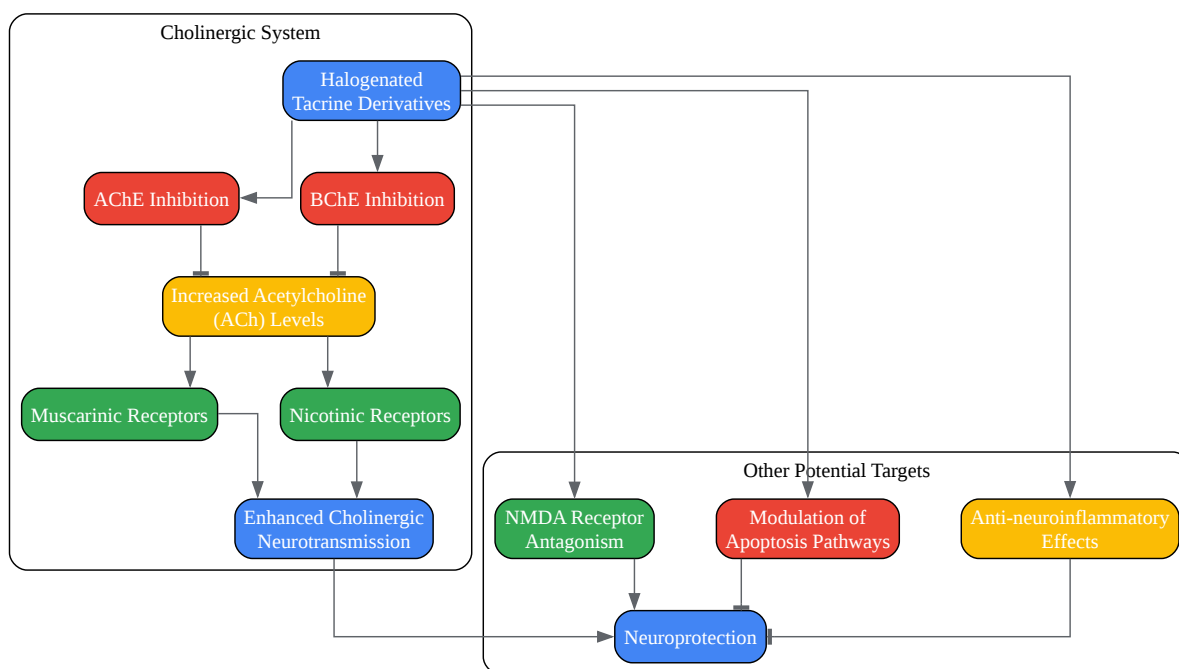 Cholinergic System
Halogenated
Tacrine Derivatives
AChE Inhibition
BChE Inhibition
Increased Acetylcholine
(ACh) Levels
Muscarinic Receptors
Nicotinic Receptors
Enhanced Cholinergic
Neurotransmission
Other Potential Targets
NMDA Receptor
Antagonism
Modulation of
Apoptosis Pathways
Anti-neuroinflammatory
Effects
Neuroprotection